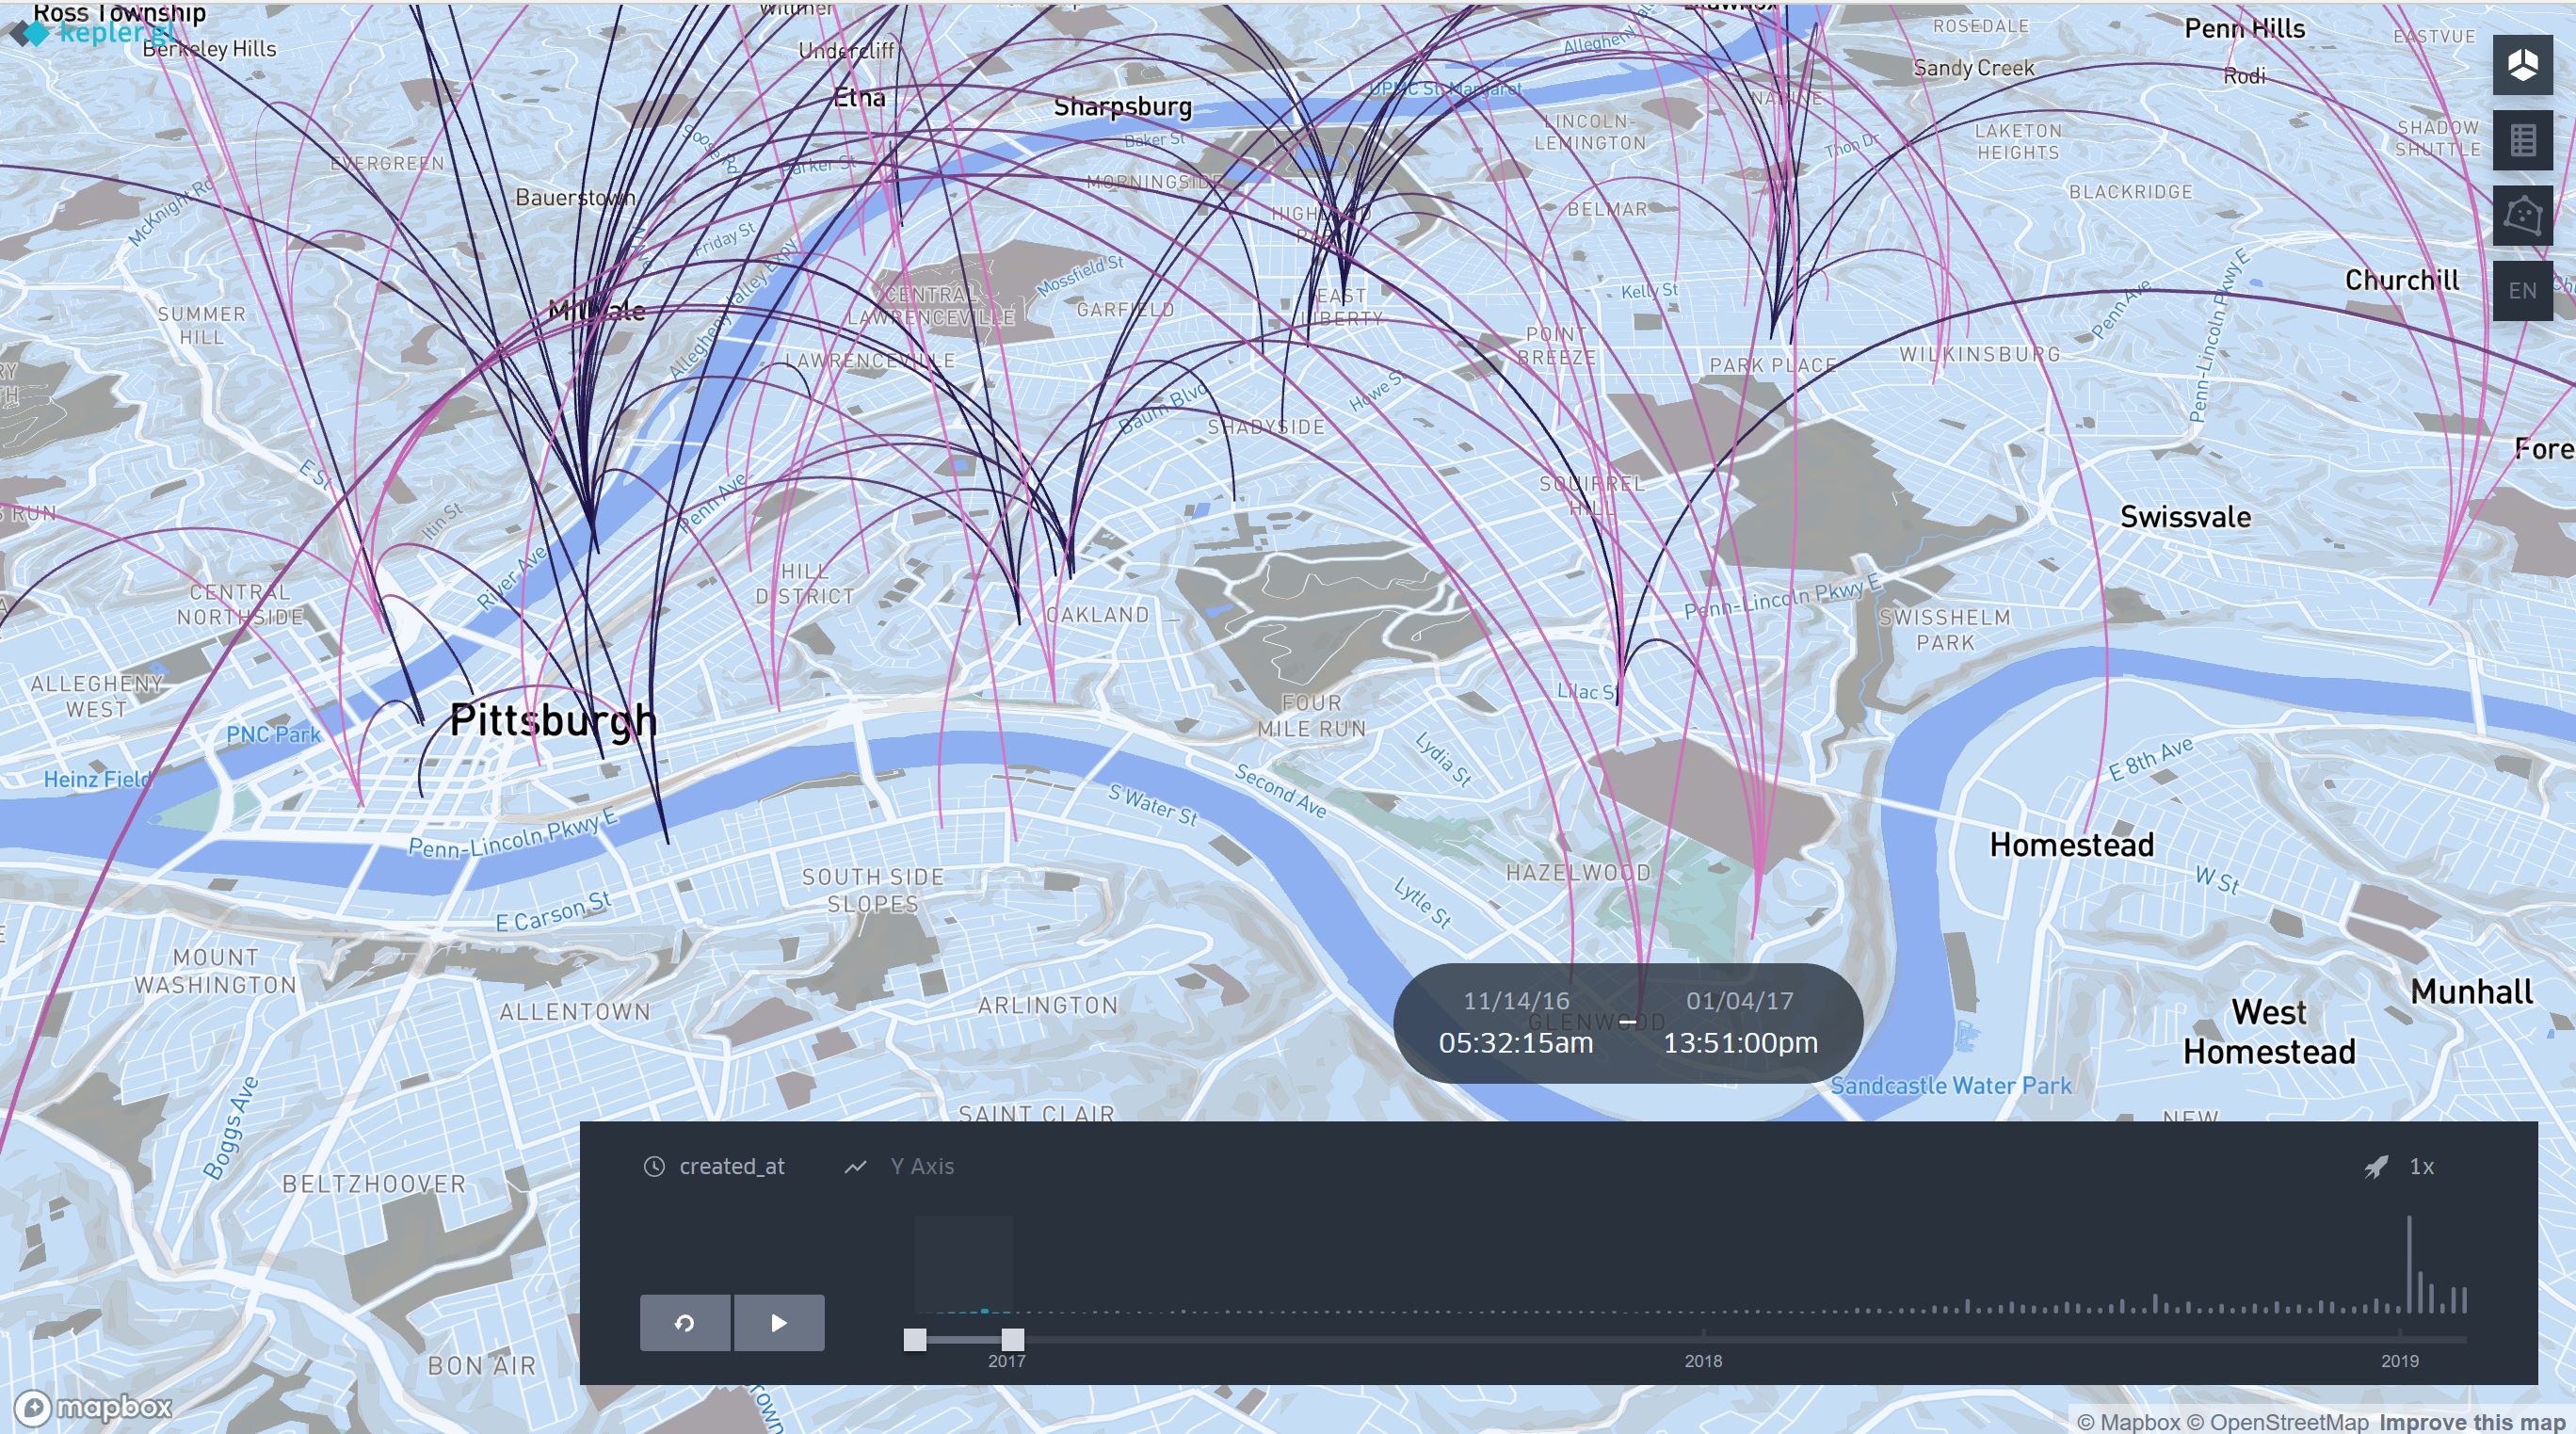 Ross Township
kepler.gl
Berkeley Hills
Undercliff
ROSEDALE
Penn Hills
EASTVUE
Allegheny
Sandy Creek
Rodi
Etna
Sharpsburg
UPMC St. Margaret
LINCOLN-
LEMINGTON
LAKETON
HEIGHTS
SHADOW
SHUTTLE
EVERGREEN
Parker St
Baker St
Thon Dr
McKnight Rd
Bauerstown
MORNINGSIDE
BELMAR
BLACKRIDGE
Friday St
HIGHLAND
PARK
Allegheny Valley Expy
Mossfield St
Kelly St
Churchill
EN
SUMMER
HILL
Millvale
CENTRAL
LAWRENCEVILLE
GARFIELD
EAST
LIBERTY
Penn Ave
Penn-Lincoln Pkwy E
LAWRENCEVILLE
POINT
BREEZE
PARK PLACE
WILKINSBURG
Baum Blvd
Howe St
SHADYSIDE
Fore
E St
Penn Ave
SQUIRREL
HILL
Swissvale
RUN
Itin St
River Ave
CENTRAL
NORTHSIDE
HILL
DISTRICT
OAKLAND
Penn-Lincoln Pkwy E
SWISSHELM
PARK
ALLEGHENY
WEST
Pittsburgh
FOUR
MILE RUN
Lilac St
PNC Park
Heinz Field
Lydia St
Second Ave
S Water St
E 8th Ave
Penn-Lincoln Pkwy E
Homestead
SOUTH SIDE
SLOPES
HAZELWOOD
Lytle St
W St
E Carson St
MOUNT
WASHINGTON
ALLENTOWN
ARLINGTON
11/14/16
01/04/17
GLENWOOD
05:32:15am – 13:51:00pm
Munhall
West
Homestead
Sandcastle Water Park
SAINT CLAIR
NEW
Boggs Ave
BELTZHOOVER
created_at
Y Axis
1x
BON AIR
2017
2018
2019
mapbox
© Mapbox © OpenStreetMap Improve this map